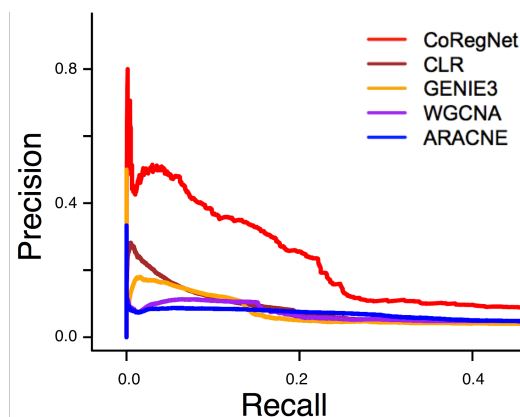 CoRegNet
CLR
GENIE3
WGCNA
ARACNE
Precision
0.8
0.4
0.0
0.0 0.2 0.4
Recall